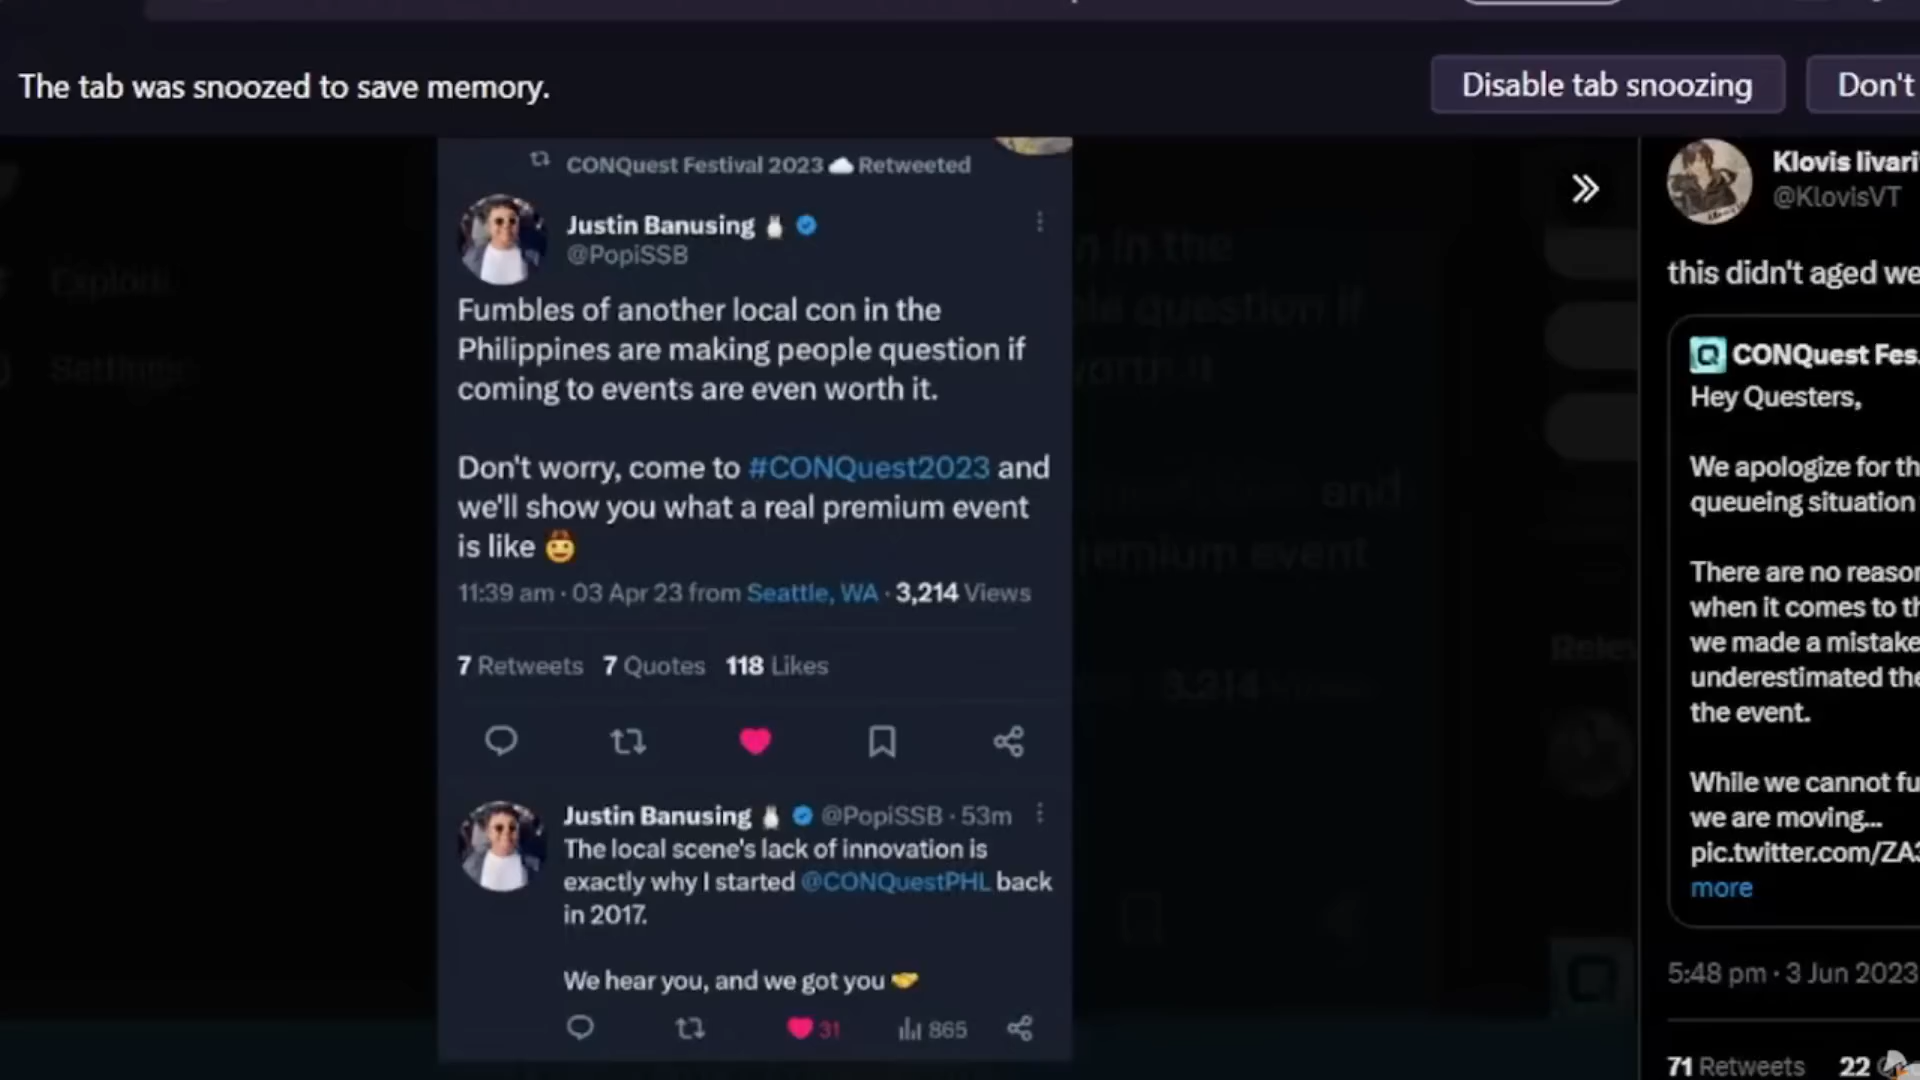 The tab was snoozed to save memory.
Disable tab snoozing
Don't
CONQuest Festival 2023 Retweeted
Justin Banusing
@PopiSSB
Fumbles of another local con in the
Philippines are making people question if
coming to events are even worth it.
Don't worry, come to #CONQuest2023 and
we'll show you what a real premium event
is like 🤠
11:39 am · 03 Apr 23 from Seattle, WA · 3,214 Views
7 Retweets 7 Quotes 118 Likes
Justin Banusing @PopiSSB · 53m
The local scene's lack of innovation is
exactly why I started @CONQuestPHL back
in 2017.
We hear you, and we got you 🤝
31
865
Explore
Settings
Klovis Iivari
@KlovisVT
this didn't aged we
CONQuest Fes.
Hey Questers,
We apologize for th
queueing situation
There are no reason
when it comes to th
we made a mistake
underestimated the
the event.
While we cannot fu
we are moving...
pic.twitter.com/ZA
more
5:48 pm · 3 Jun 2023
71 Retweets 22